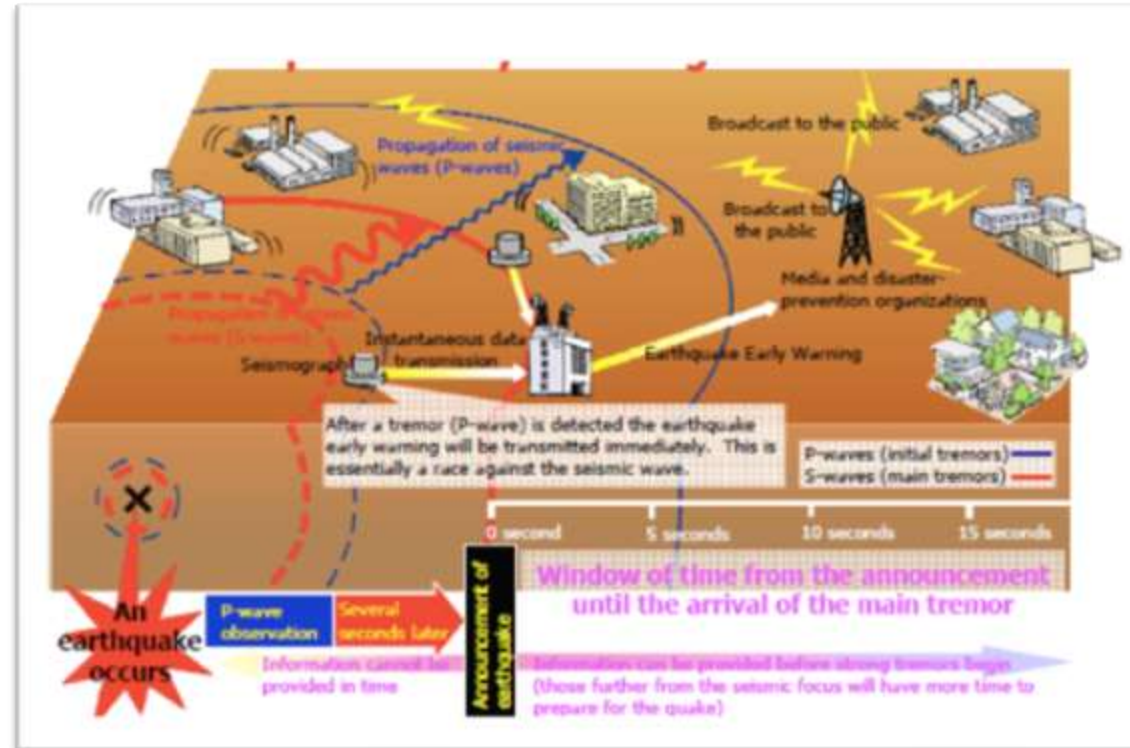 Broadcast to the public
Propagation of seismic
waves (P-waves)
Broadcast to
the public
Media and disaster-
prevention organizations
Propagation of
waves (S-waves)
Instantaneous data
transmission
Seismograph
Earthquake Early Warning
After a tremor (P-wave) is detected the earthquake
early warning will be transmitted immediately. This is
essentially a race against the seismic wave.
P-waves (initial tremors)
S-waves (main tremors)
0 second
5 seconds
10 seconds
15 seconds
An
earthquake
occurs
P-wave
observation
Several
seconds later
Announcement of
earthquake
Window of time from the announcement
until the arrival of the main tremor
Information cannot be
provided in time
Information can be provided before strong tremors begin
(those further from the seismic focus will have more time to
prepare for the quake)